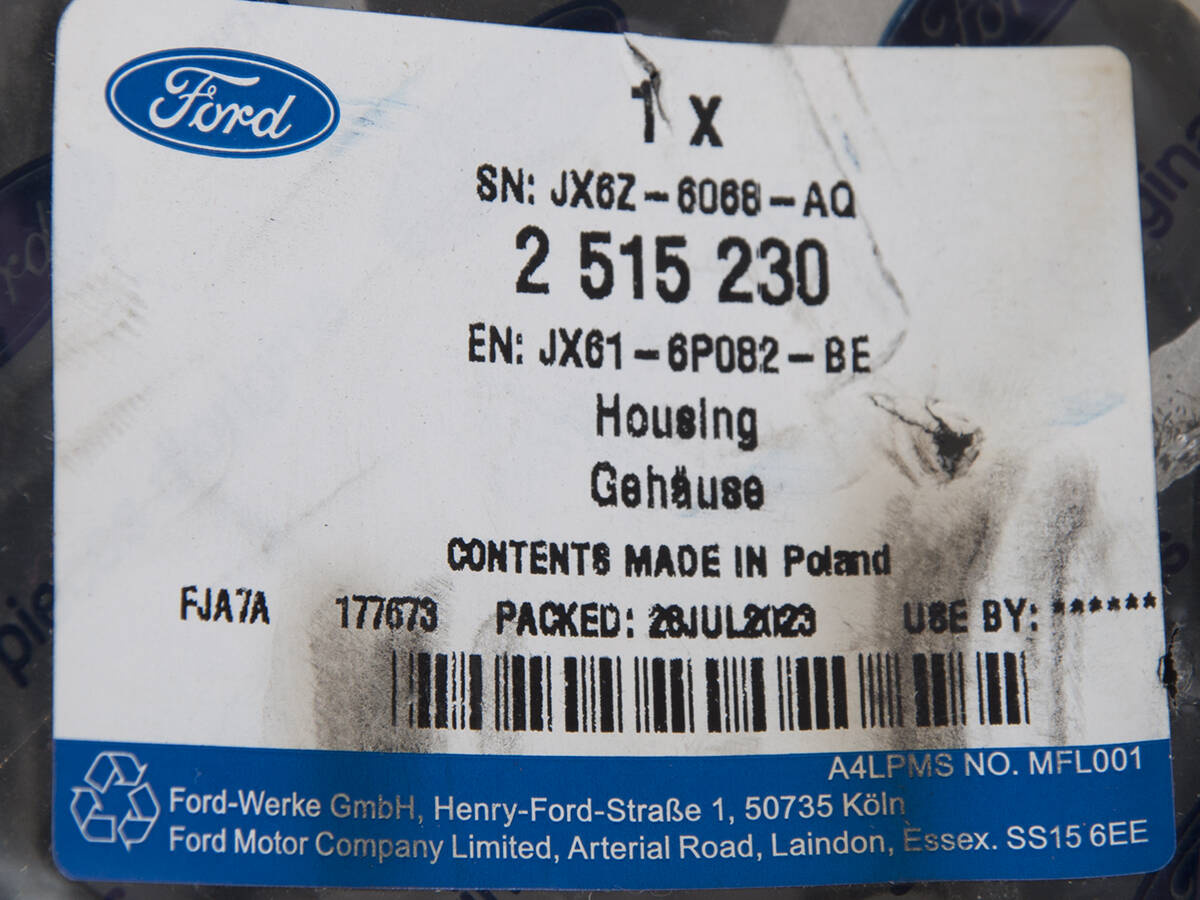 Ford
Ford
1 X
SN: JX6Z-6068-AQ
2 515 230
EN: JX61-6P082-BE
Housing
Gehäuse
CONTENTS MADE IN Poland
FJA7A 177673 PACKED: 28JUL2023 USE BY: ******
A4LPMS NO. MFL001
Ford-Werke GmbH, Henry-Ford-Straße 1, 50735 Köln
Ford Motor Company Limited, Arterial Road, Laindon, Essex. SS15 6EE